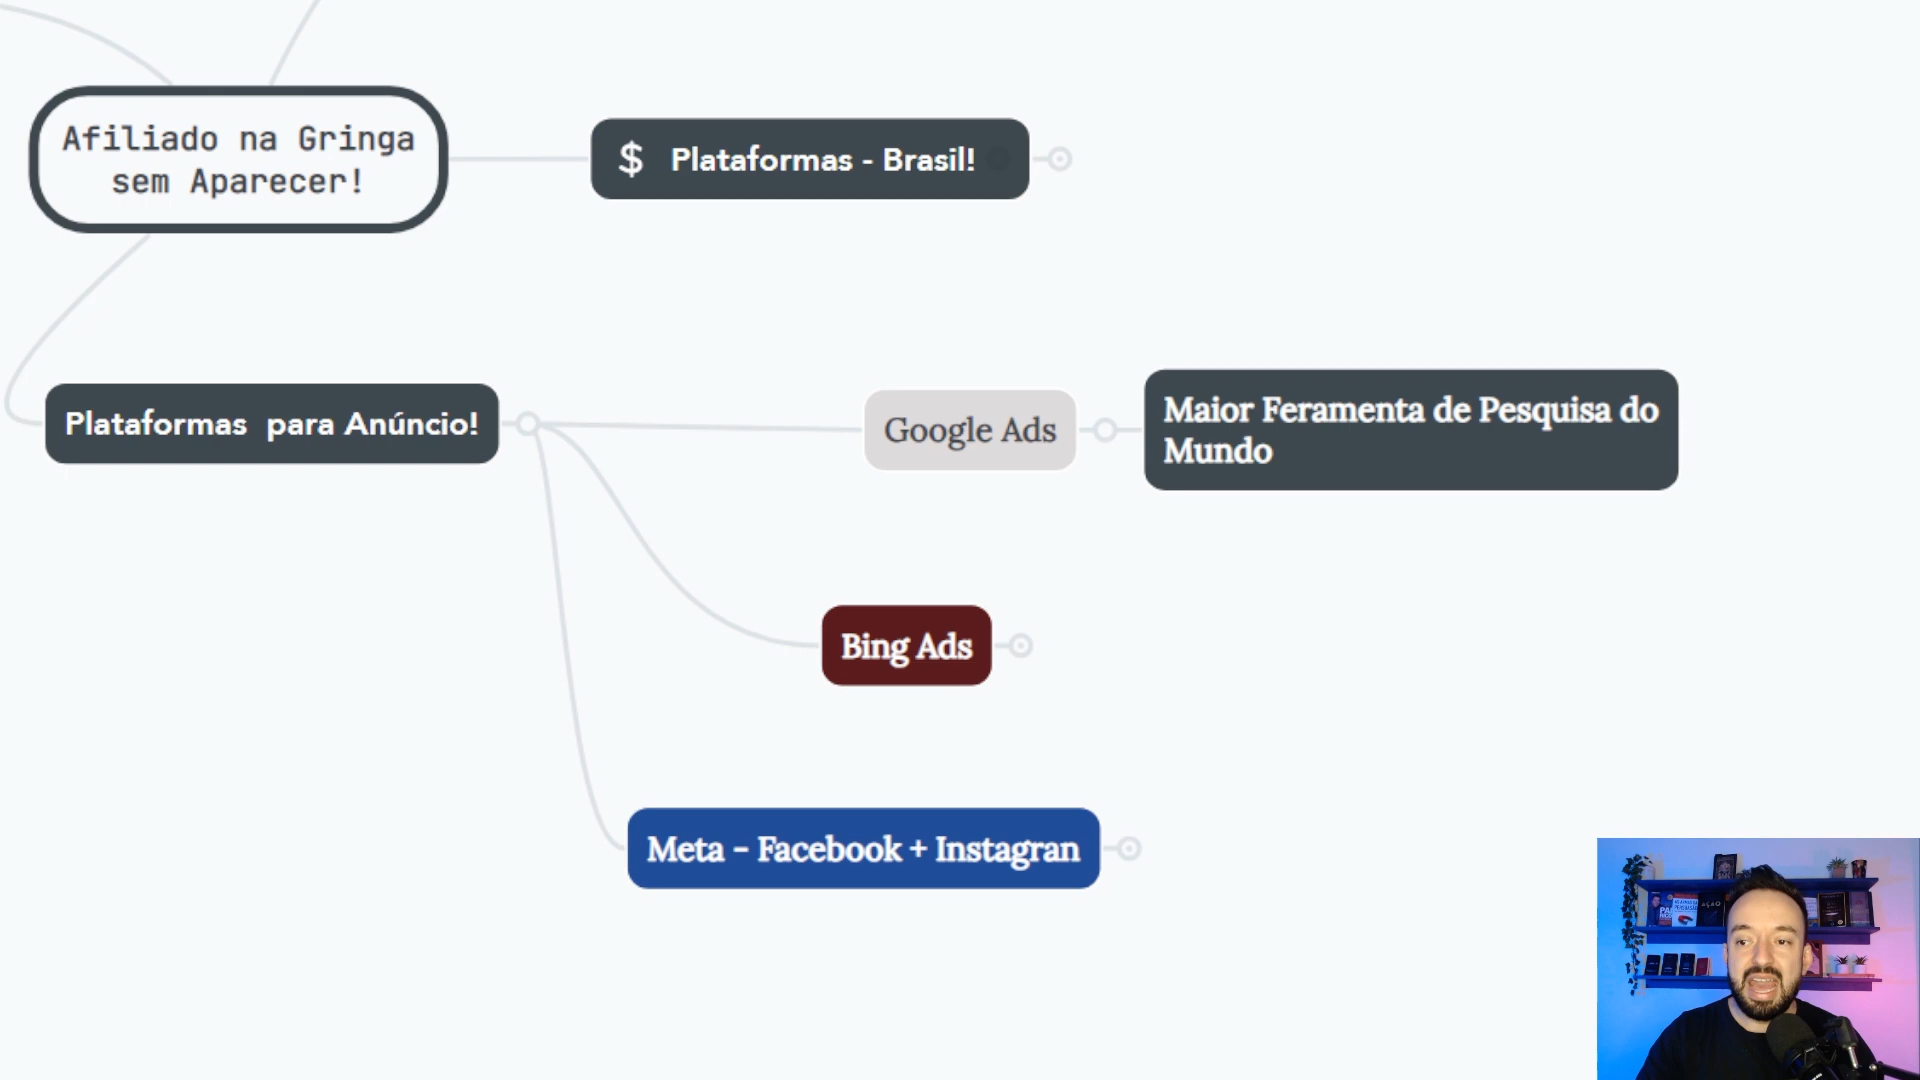 Afiliado na Gringa
sem Aparecer!
$ Plataformas - Brasil!
Plataformas para Anúncio!
Google Ads
Maior Feramenta de Pesquisa do
Mundo
Bing Ads
Meta - Facebook + Instagran